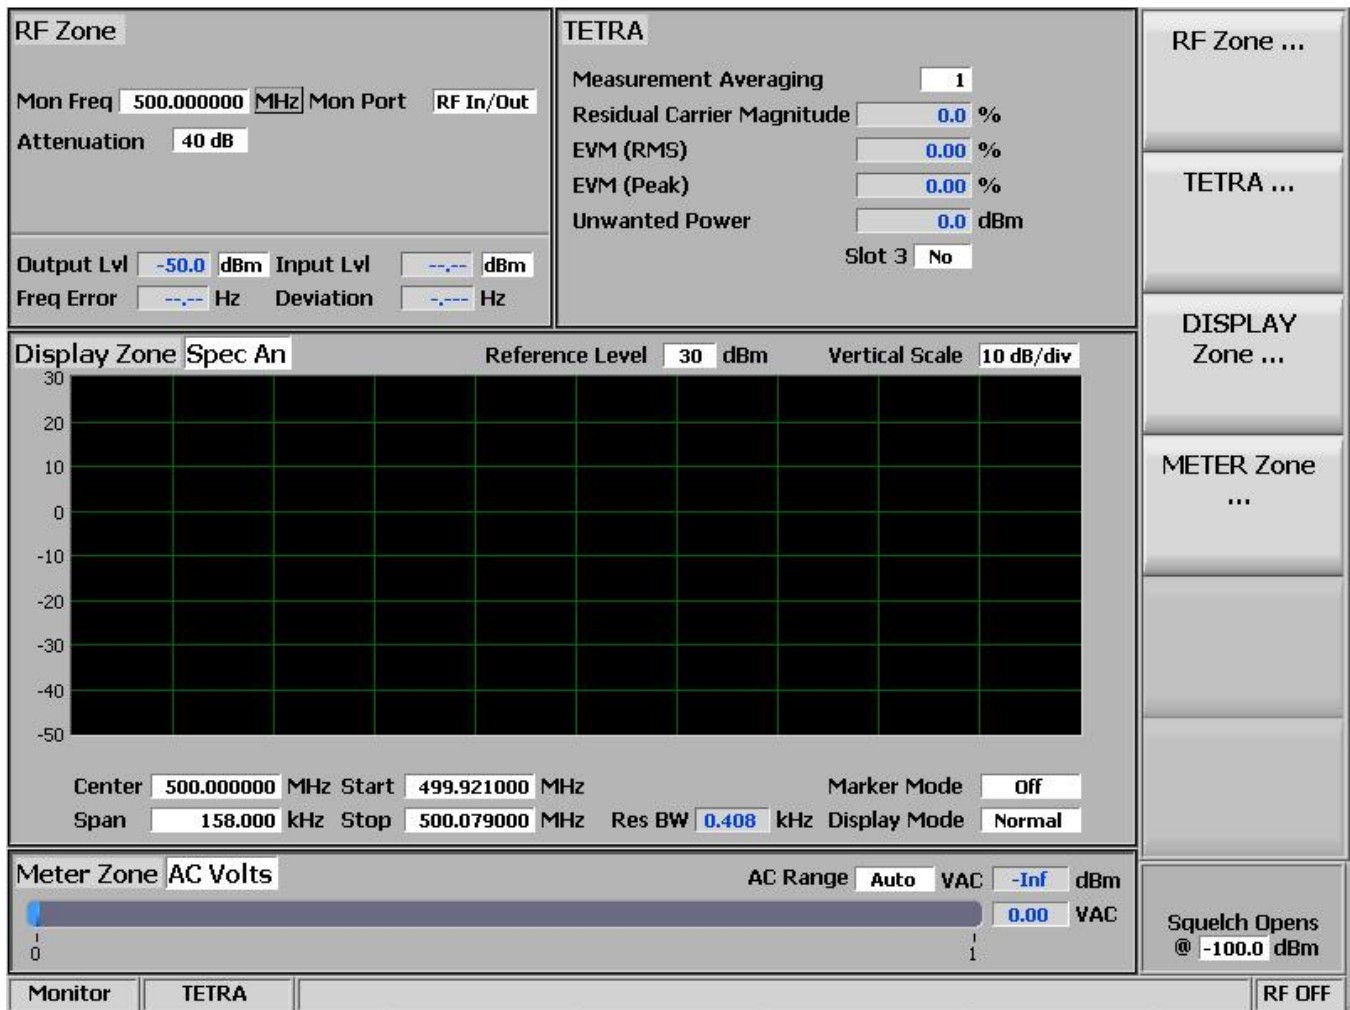 RF Zone
Mon Freq 500.000000 MHz Mon Port RF In/Out
Attenuation 40 dB
Output Lvl -50.0 dBm Input Lvl --.-- dBm
Freq Error --.-- Hz Deviation -.--- Hz
TETRA
Measurement Averaging 1
Residual Carrier Magnitude 0.0 %
EVM (RMS) 0.00 %
EVM (Peak) 0.00 %
Unwanted Power 0.0 dBm
Slot 3 No
Display Zone Spec An Reference Level 30 dBm Vertical Scale 10 dB/div
30
20
10
0
-10
-20
-30
-40
-50
Center 500.000000 MHz Start 499.921000 MHz Marker Mode Off
Span 158.000 kHz Stop 500.079000 MHz Res BW 0.408 kHz Display Mode Normal
Meter Zone AC Volts AC Range Auto VAC -Inf dBm
0.00 VAC
0 1
RF Zone ...
TETRA ...
DISPLAY
Zone ...
METER Zone
...
Squelch Opens
@ -100.0 dBm
Monitor TETRA RF OFF